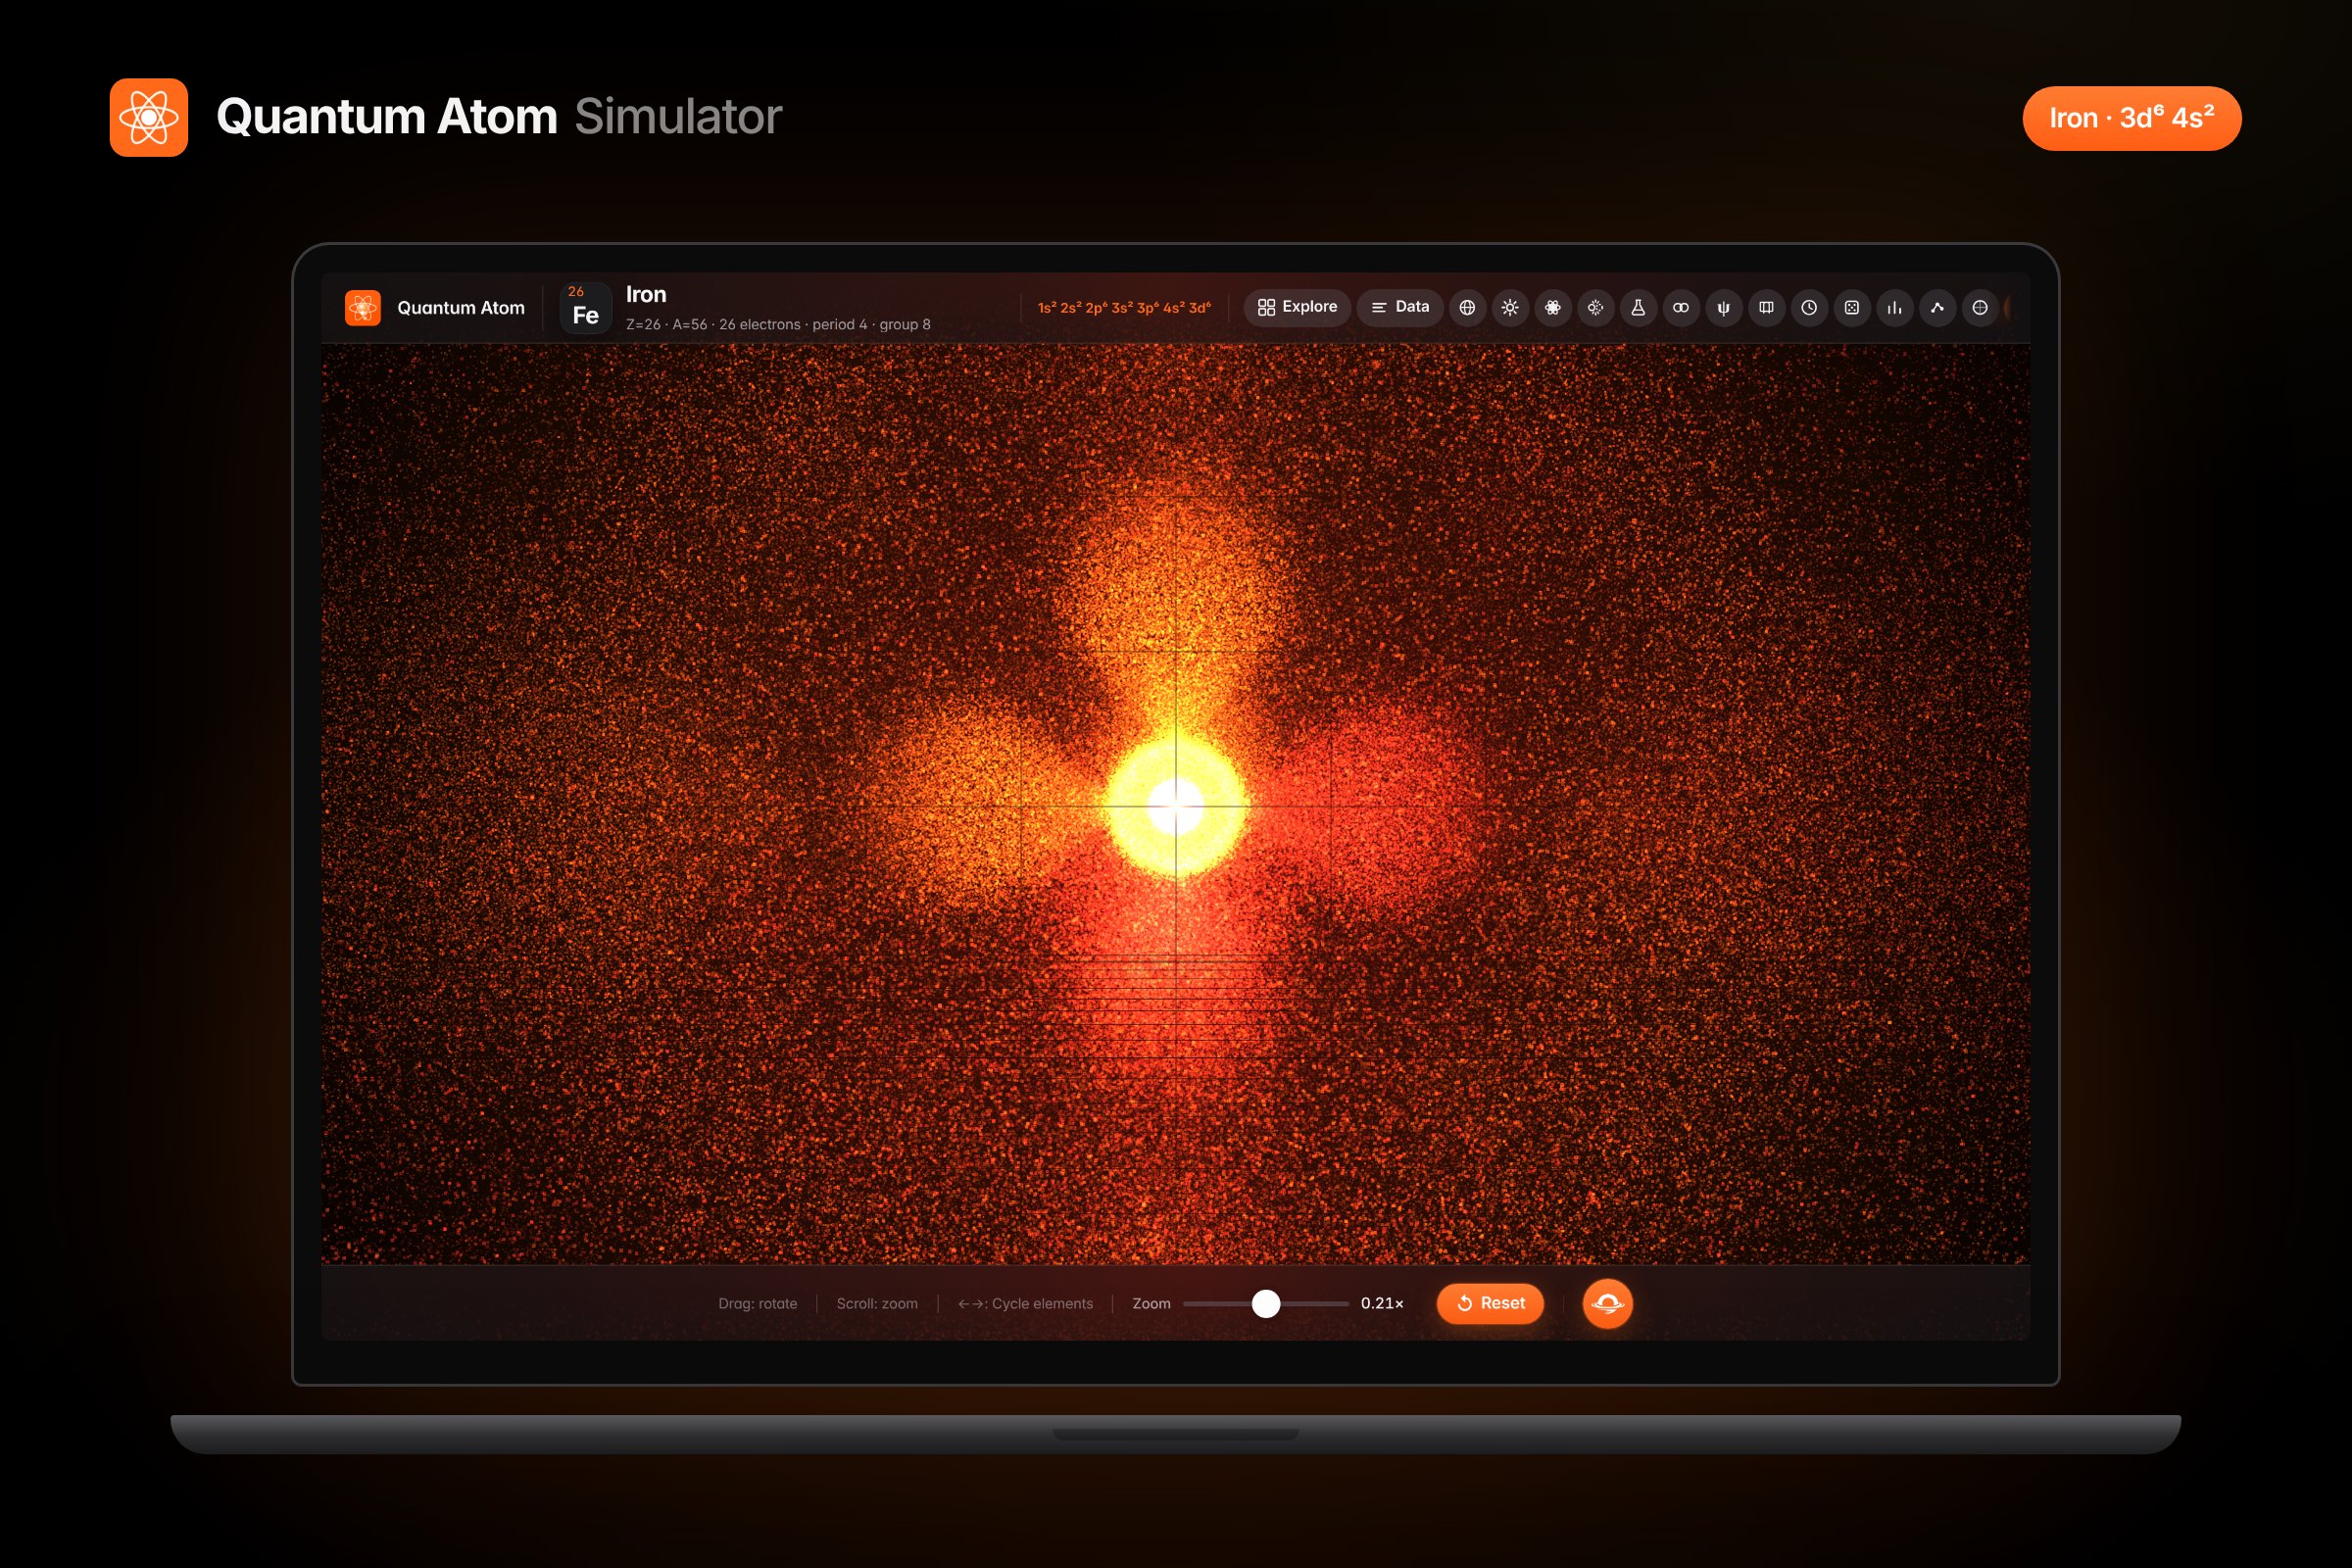 Quantum Atom Simulator
Iron · 3d⁶ 4s²
Quantum Atom
26
Fe
Iron
Z=26 · A=56 · 26 electrons · period 4 · group 8
1s² 2s² 2p⁶ 3s² 3p⁶ 4s² 3d⁶
Explore
Data
ψ
Drag: rotate
Scroll: zoom
←→: Cycle elements
Zoom
0.21×
Reset